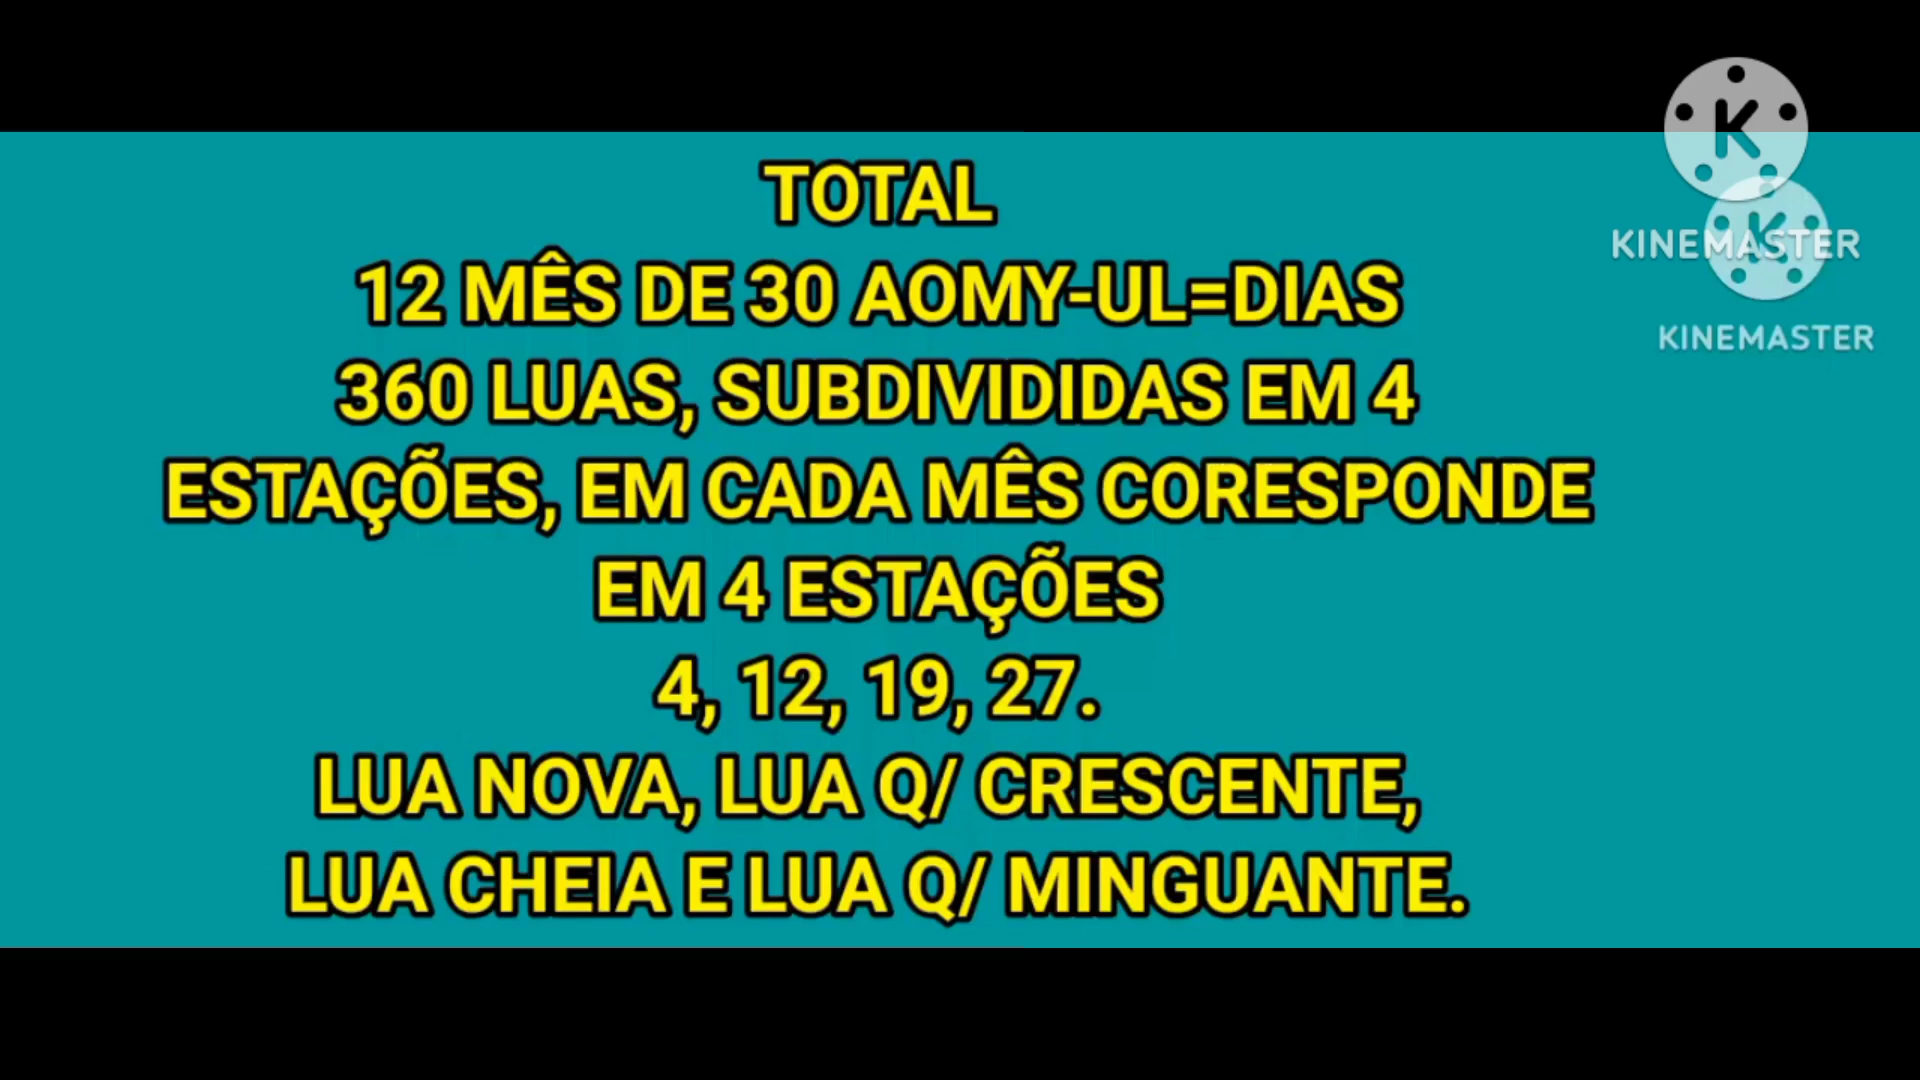 TOTAL
12 MÊS DE 30 AOMY-UL=DIAS
360 LUAS, SUBDIVIDIDAS EM 4
ESTAÇÕES, EM CADA MÊS CORESPONDE
EM 4 ESTAÇÕES
4, 12, 19, 27.
LUA NOVA, LUA Q/ CRESCENTE,
LUA CHEIA E LUA Q/ MINGUANTE.
K
KINEMASTER
K
KINEMASTER